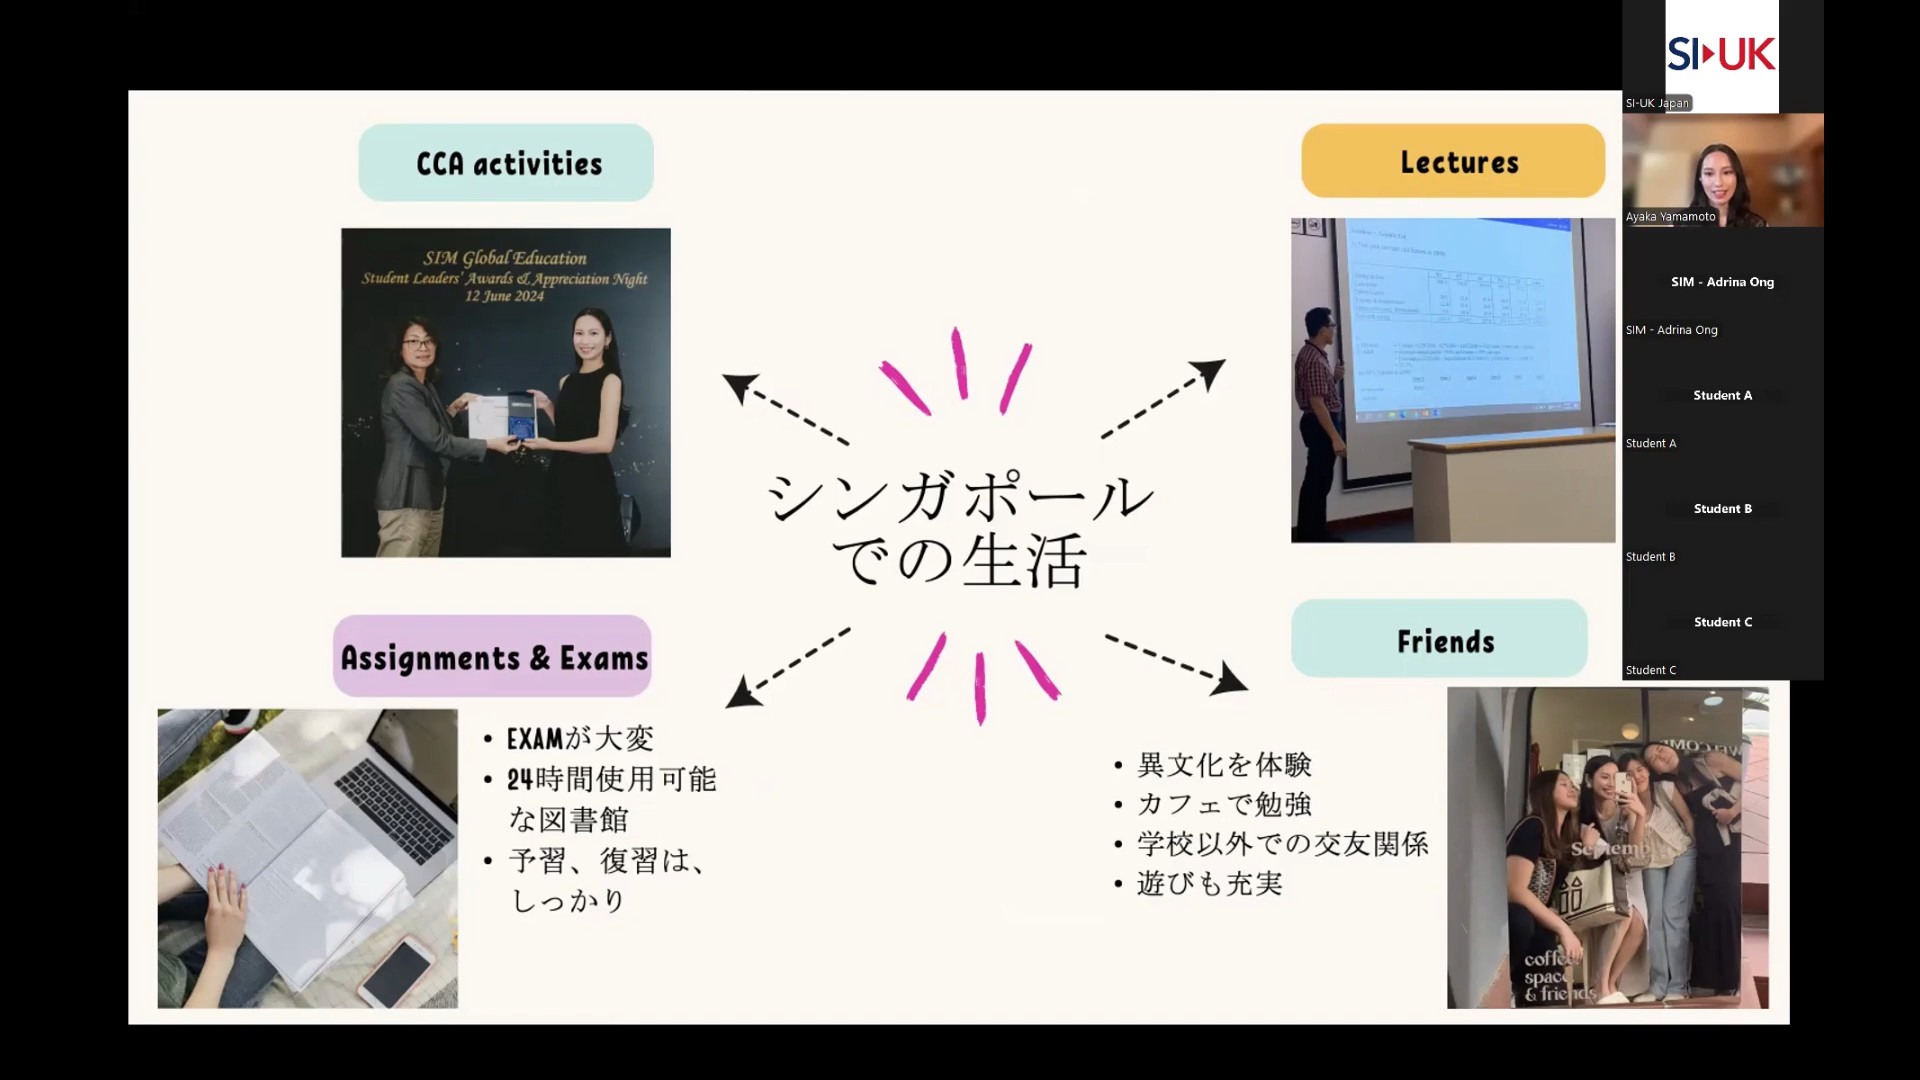 CCA activities
SIM Global Education
Student Leaders' Awards & Appreciation Night
12 June 2024
Lectures
シンガポール
での生活
Assignments & Exams
• EXAMが大変
• 24時間使用可能
な図書館
• 予習、復習は、
しっかり
Friends
• 異文化を体験
• カフェで勉強
• 学校以外での交友関係
• 遊びも充実
WELCOME
Septemb
coffee
space
& friends
SI-UK
SI-UK Japan
Ayaka Yamamoto
SIM - Adrina Ong
SIM - Adrina Ong
Student A
Student A
Student B
Student B
Student C
Student C